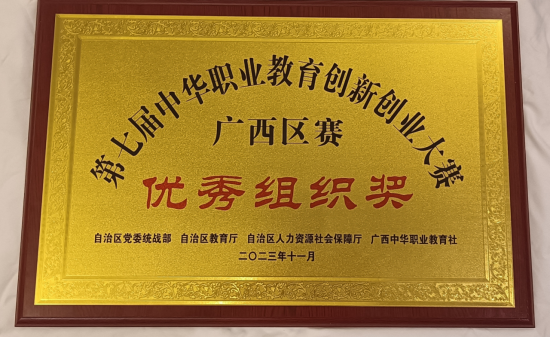 第七届中华职业教育创新创业大赛
广西区赛
优秀组织奖
自治区党委统战部 自治区教育厅 自治区人力资源社会保障厅 广西中华职业教育社
二〇二三年十一月